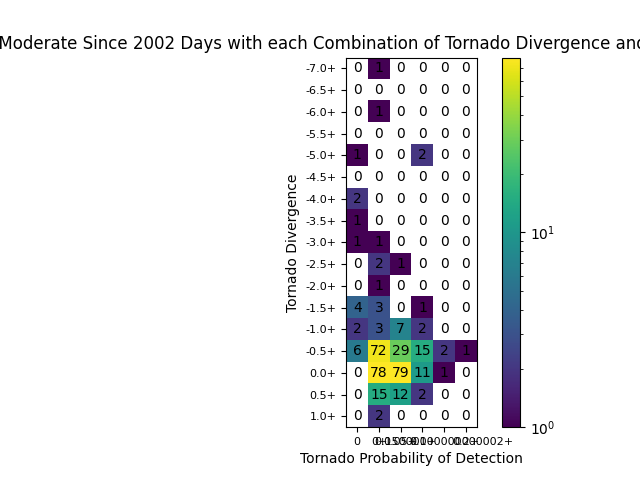 Moderate Since 2002 Days with each Combination of Tornado Divergence and
Tornado Divergence
-7.0+ 0 1 0 0 0 0
-6.5+ 0 0 0 0 0 0
-6.0+ 0 1 0 0 0 0
-5.5+ 0 0 0 0 0 0
-5.0+ 1 0 0 2 0 0
-4.5+ 0 0 0 0 0 0
-4.0+ 2 0 0 0 0 0
-3.5+ 1 0 0 0 0 0
-3.0+ 1 1 0 0 0 0
-2.5+ 0 2 1 0 0 0
-2.0+ 0 1 0 0 0 0
-1.5+ 4 3 0 1 0 0
-1.0+ 2 3 7 2 0 0
-0.5+ 6 72 29 15 2 1
0.0+ 0 78 79 11 1 0
0.5+ 0 15 12 2 0 0
1.0+ 0 2 0 0 0 0
0
Tornado Probability of Detection
10¹
10⁰